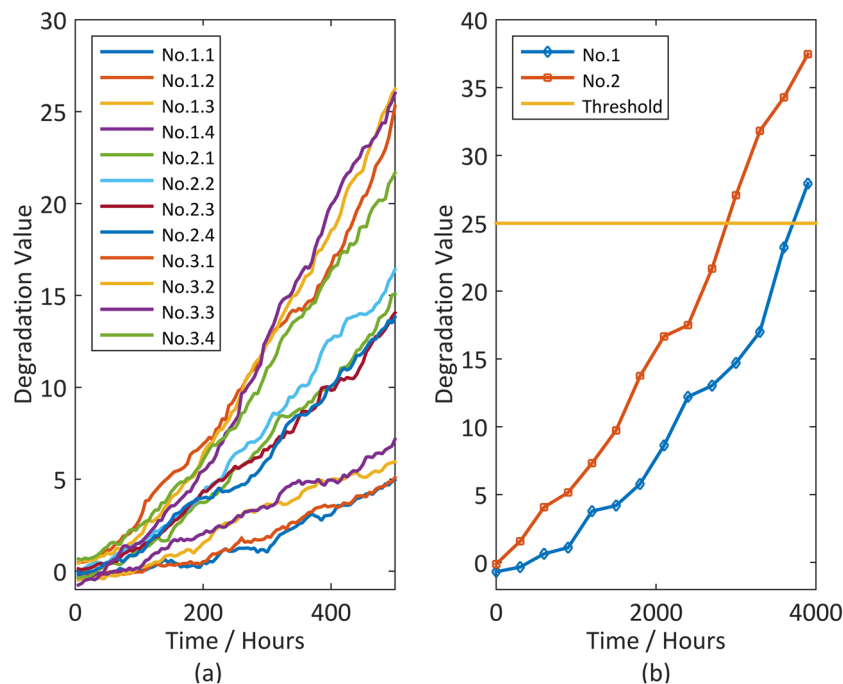 30
25
20
15
10
5
0
Degradation Value
No.1.1
No.1.2
No.1.3
No.1.4
No.2.1
No.2.2
No.2.3
No.2.4
No.3.1
No.3.2
No.3.3
No.3.4
0 200 400
Time / Hours
(a)
40
35
30
25
20
15
10
5
0
Degradation Value
No.1
No.2
Threshold
0 2000 4000
Time / Hours
(b)